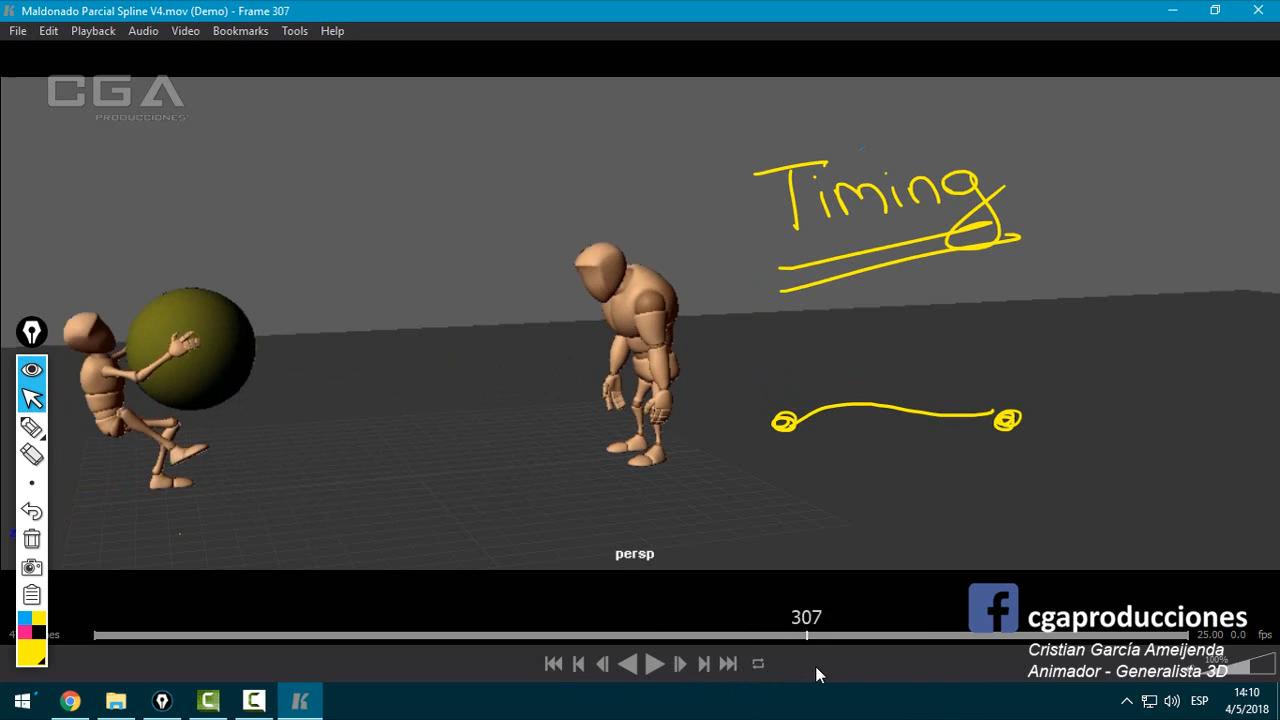 Maldonado Parcial Spline V4.mov (Demo) - Frame 307
File Edit Playback Audio Video Bookmarks Tools Help
CGA
PRODUCCIONES
Timing
persp
307
25.00 0.0 fps
100%
cgaproducciones
Cristian García Ameijenda
Animador - Generalista 3D
ESP
14:10
4/5/2018